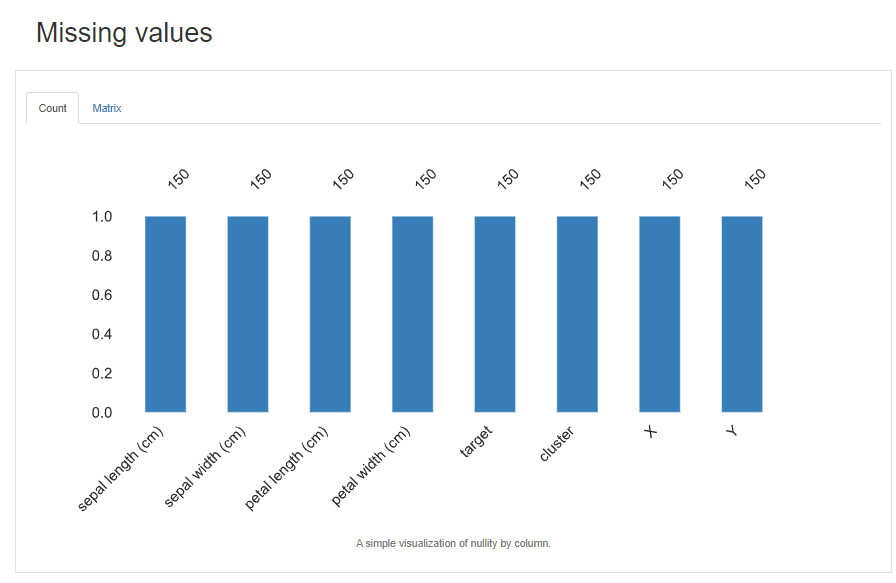 Missing values
Count Matrix
150 150 150 150 150 150 150 150
1.0
0.8
0.6
0.4
0.2
0.0
sepal length (cm) sepal width (cm) petal length (cm) petal width (cm) target cluster X Y
A simple visualization of nullity by column.